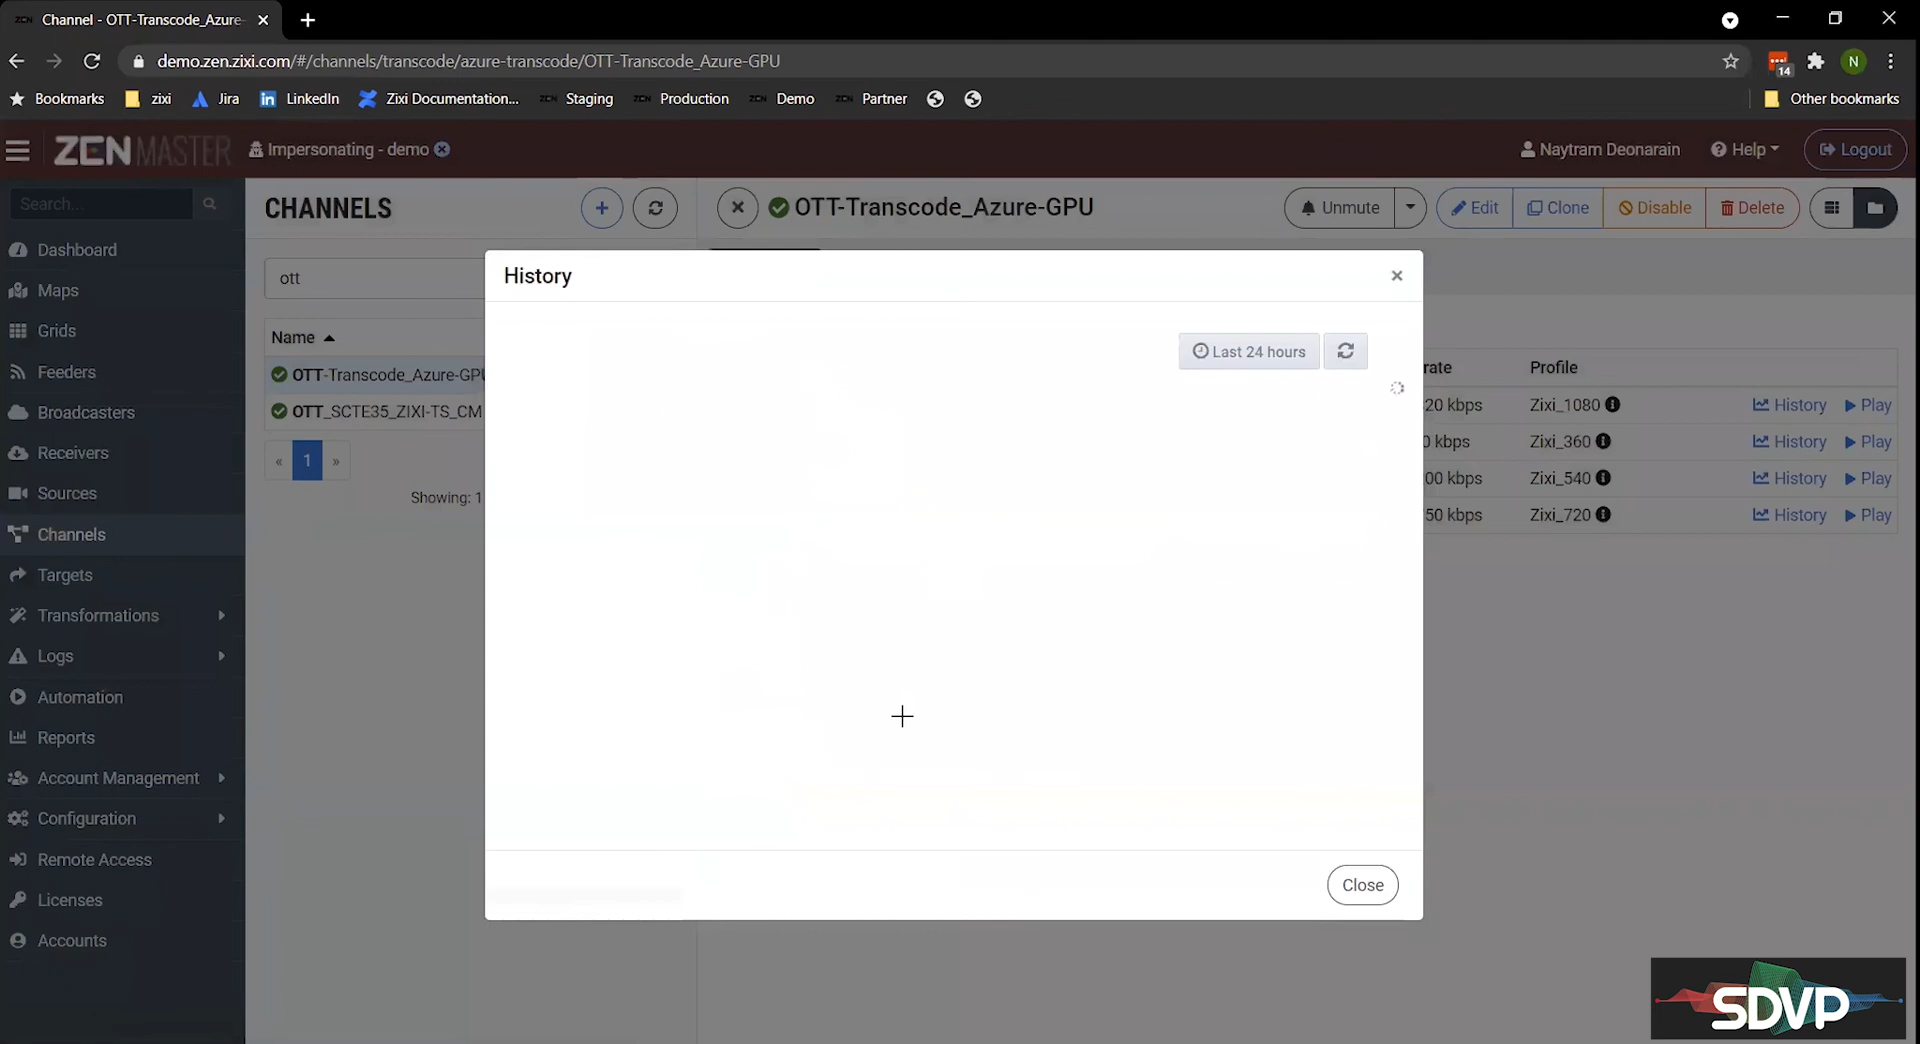 Channel - OTT-Transcode_Azure-
demo.zen.zixi.com/#/channels/transcode/azure-transcode/OTT-Transcode_Azure-GPU
14
N
Bookmarks
zixi
Jira
LinkedIn
Zixi Documentation...
Staging
Production
Demo
Partner
Other bookmarks
ZEN MASTER
Impersonating - demo
Naytram Deonarain
Help
Logout
Search...
CHANNELS
OTT-Transcode_Azure-GPU
Unmute
Edit
Clone
Disable
Delete
Dashboard
Maps
Grids
Feeders
Broadcasters
Receivers
Sources
Channels
Targets
Transformations
Logs
Automation
Reports
Account Management
Configuration
Remote Access
Licenses
Accounts
ott
Name
OTT-Transcode_Azure-GPU
OTT_SCTE35_ZIXI-TS_CM
« 1 »
Showing: 1
History
×
Last 24 hours
Close
rate Profile
20 kbps Zixi_1080 History Play
0 kbps Zixi_360 History Play
00 kbps Zixi_540 History Play
50 kbps Zixi_720 History Play
SDVP